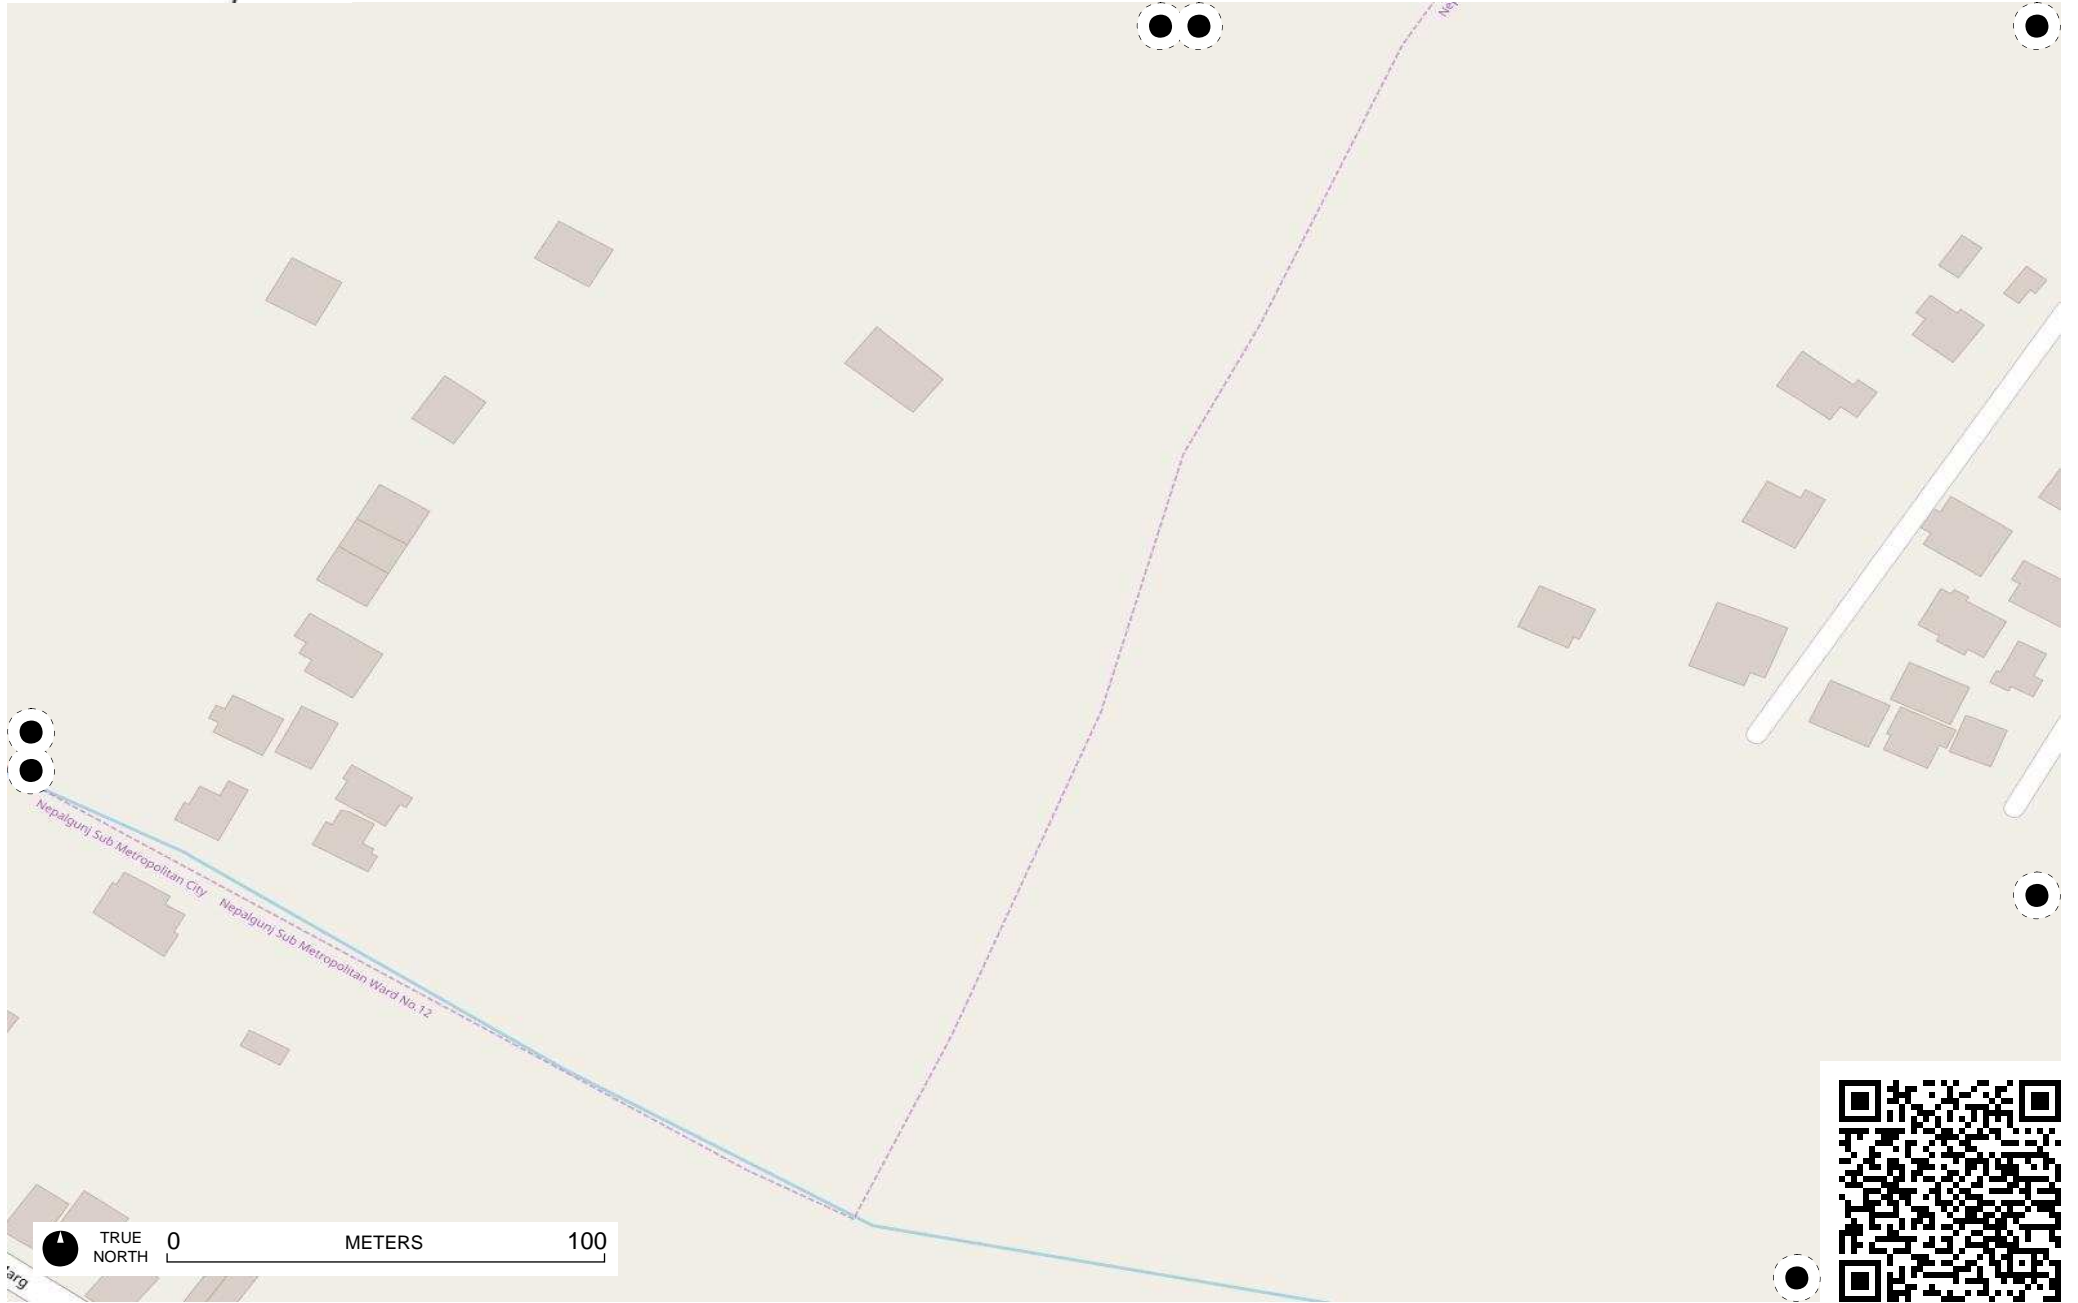 Nepalgunj Sub Metropolitan City
Nepalgunj Sub Metropolitan Ward No.12
TRUE
NORTH
0 METERS 100